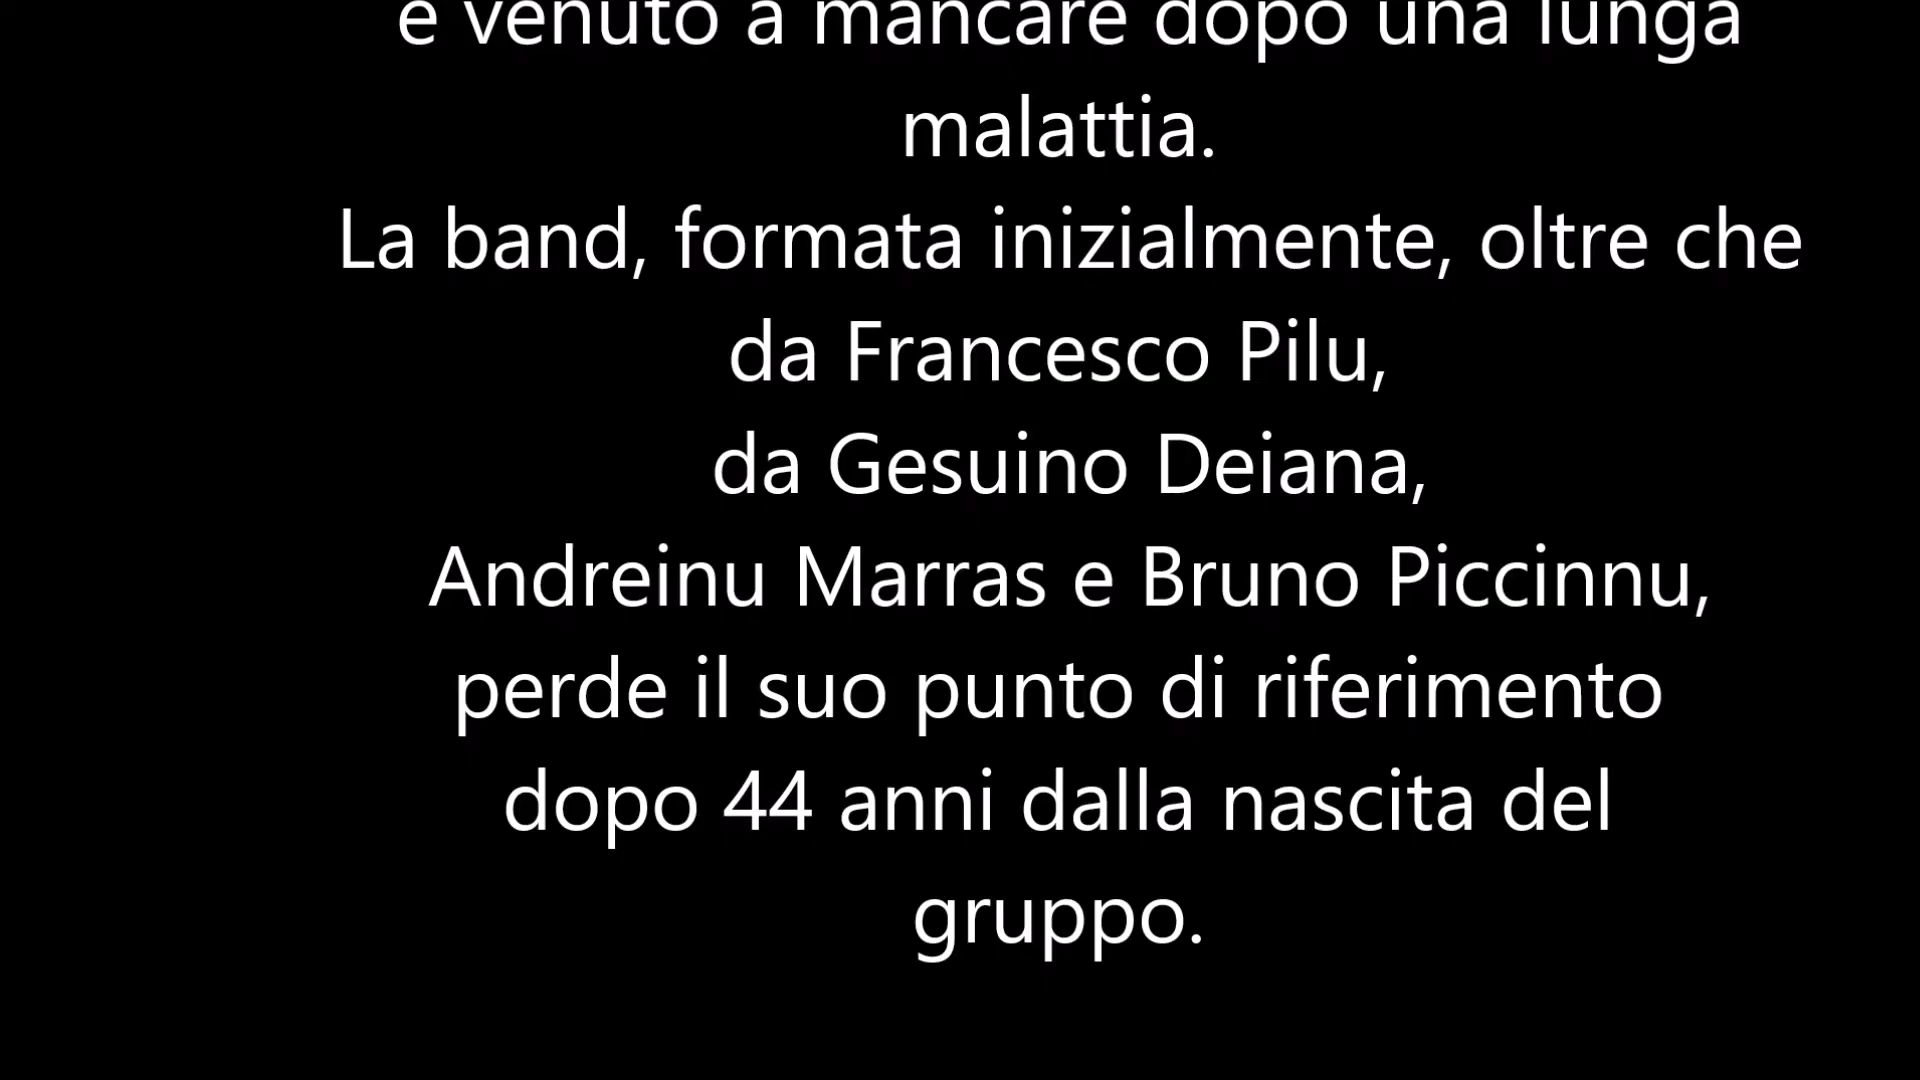 è venuto a mancare dopo una lunga
malattia.
La band, formata inizialmente, oltre che
da Francesco Pilu,
da Gesuino Deiana,
Andreinu Marras e Bruno Piccinnu,
perde il suo punto di riferimento
dopo 44 anni dalla nascita del
gruppo.